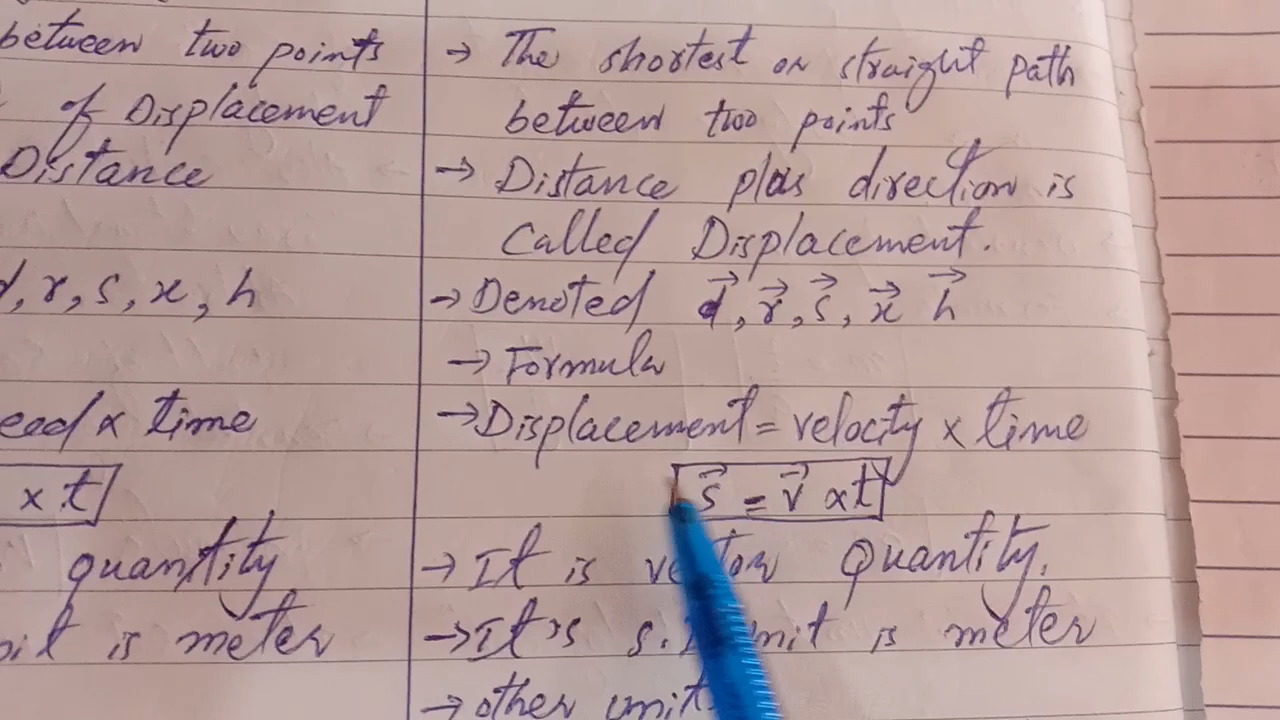 between two points
of Displacement
Distance
d, r, s, x, h
eed x time
x t
quantity
nit is meter
→ The shortest or straight path
between two points
→ Distance plus direction is
Called Displacement.
→ Denoted d⃗, r⃗, s⃗, x⃗ h⃗
→ Formula
→ Displacement = velocity x time
s⃗ = v⃗ x t
→ It is vector Quantity.
→ It's S.I unit is meter
→ other unit